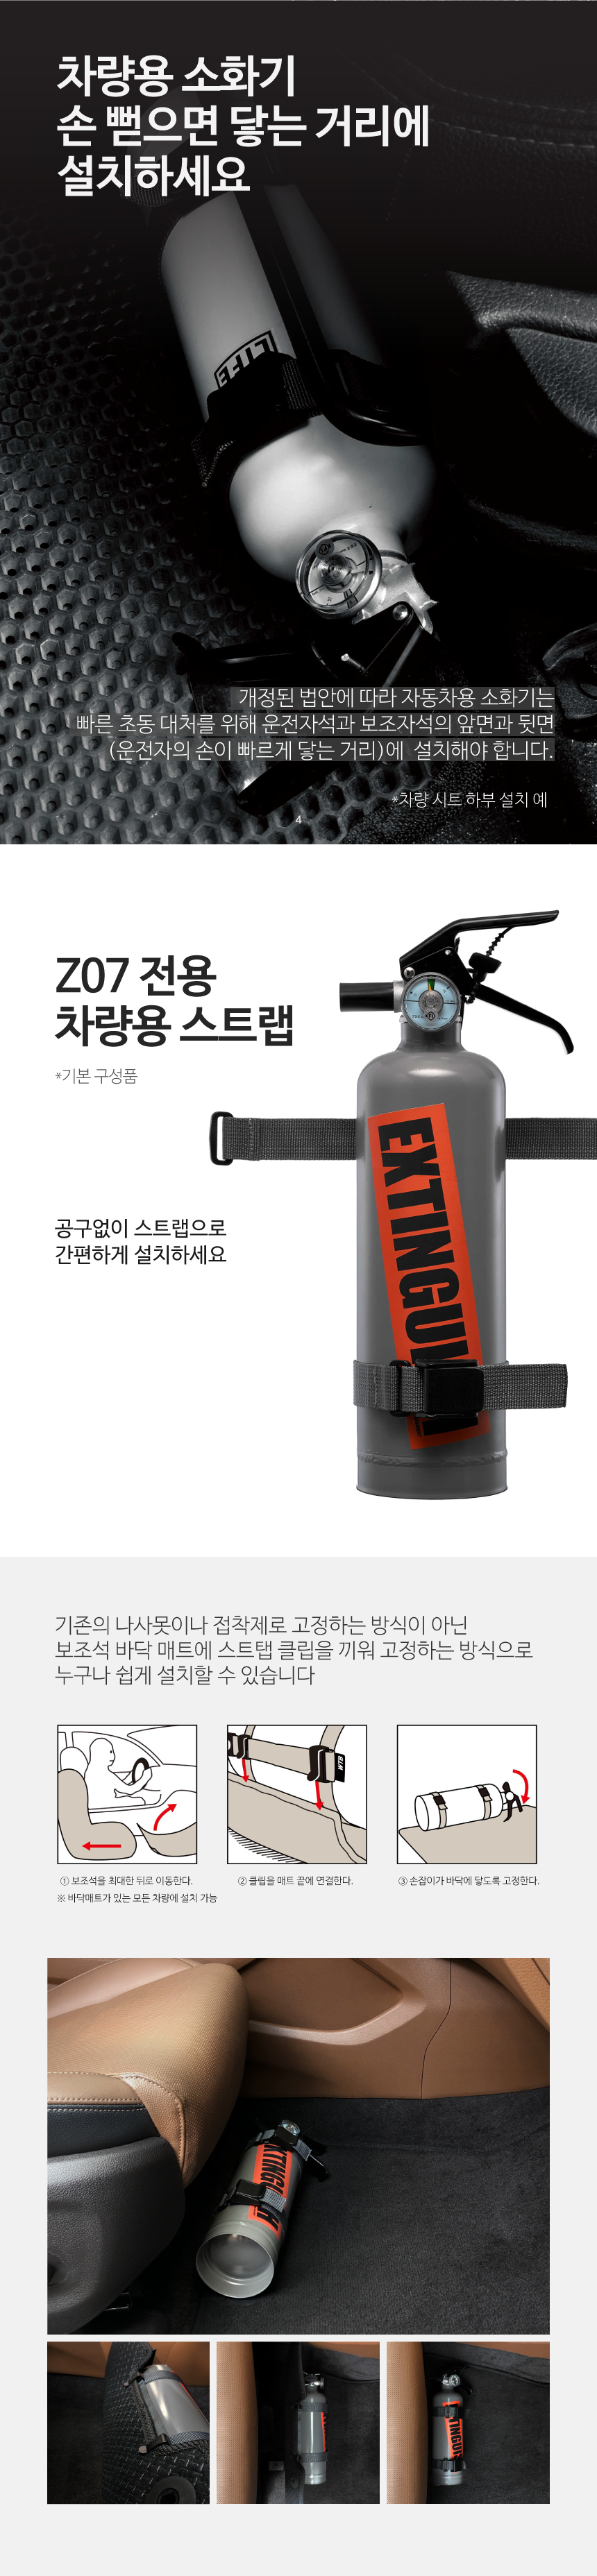 차량용 소화기
손 뻗으면 닿는 거리에
설치하세요
개정된 법안에 따라 자동차용 소화기는
빠른 초동 대처를 위해 운전자석과 보조자석의 앞면과 뒷면
(운전자의 손이 빠르게 닿는 거리)에 설치해야 합니다.
*차량 시트 하부 설치 예
4
Z07 전용
차량용 스트랩
*기본 구성품
EXTINGUI
공구없이 스트랩으로
간편하게 설치하세요
기존의 나사못이나 접착제로 고정하는 방식이 아닌
보조석 바닥 매트에 스트탭 클립을 끼워 고정하는 방식으로
누구나 쉽게 설치할 수 있습니다
① 보조석을 최대한 뒤로 이동한다.
② 클립을 매트 끝에 연결한다.
③ 손잡이가 바닥에 닿도록 고정한다.
※ 바닥매트가 있는 모든 차량에 설치 가능